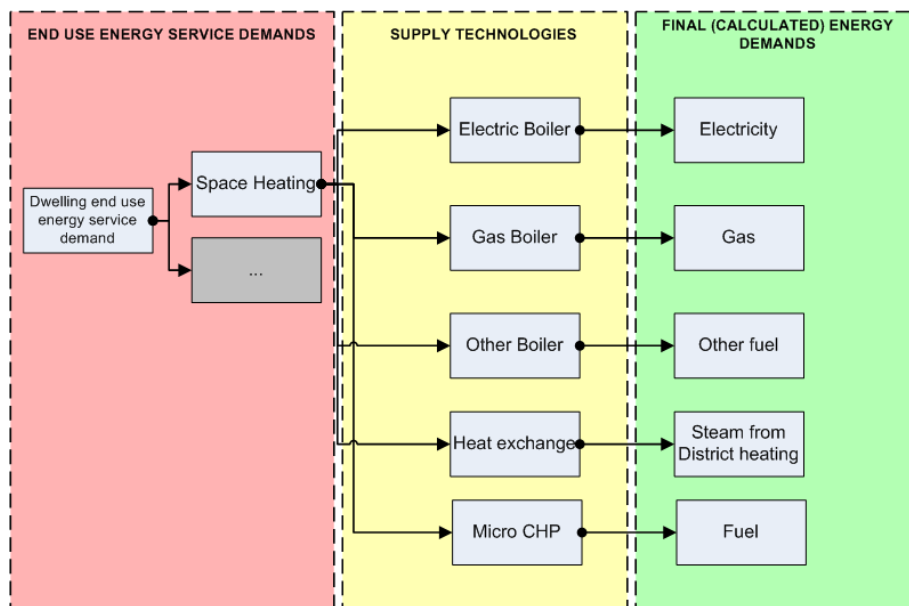 END USE ENERGY SERVICE DEMANDS
Dwelling end use
energy service
demand
Space Heating
...
SUPPLY TECHNOLOGIES
Electric Boiler
Gas Boiler
Other Boiler
Heat exchange
Micro CHP
FINAL (CALCULATED) ENERGY
DEMANDS
Electricity
Gas
Other fuel
Steam from
District heating
Fuel